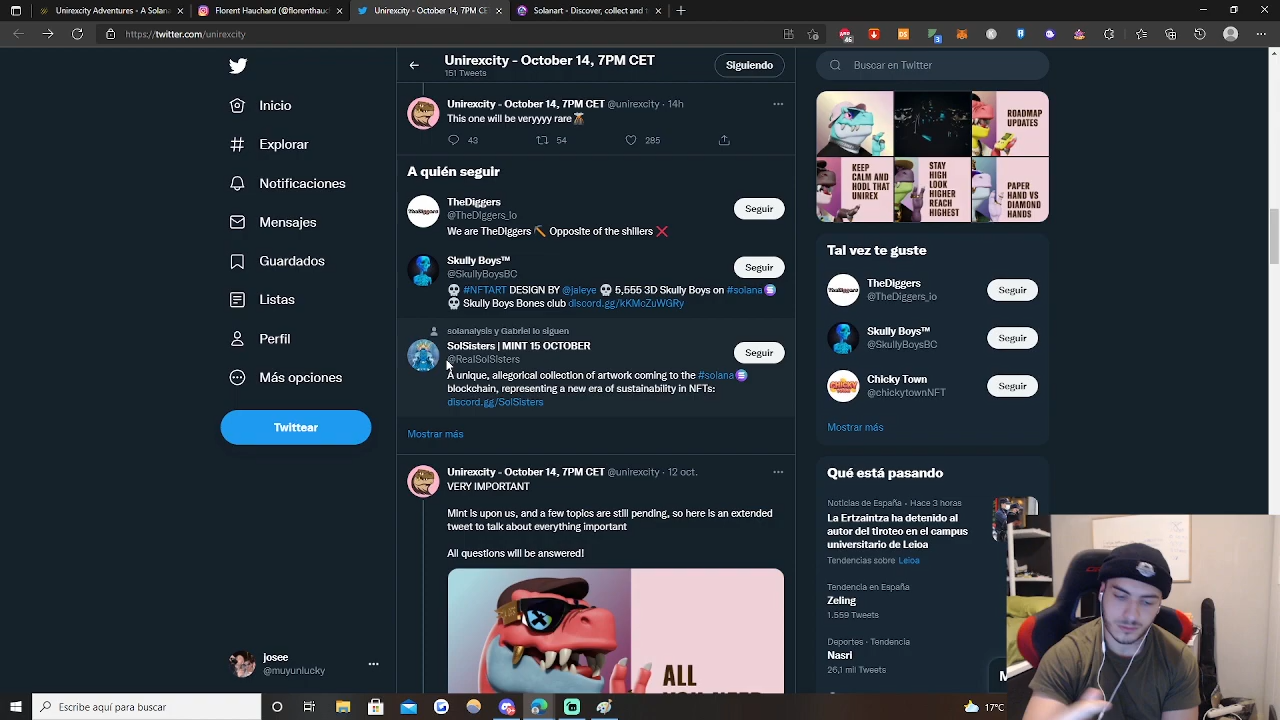 Unirexcity Adventures - Solana
Florent Hauchard (@florenthauc
Unirexcity - October 14, 7PM CE
Solanart - Discover, collect and
https://twitter.com/unirexcity
Unirexcity - October 14, 7PM CET
151 Tweets
Siguiendo
Buscar en Twitter
Inicio
Explorar
Notificaciones
Mensajes
Guardados
Listas
Perfil
Más opciones
Twittear
Josee
@muyunlucky
Unirexcity - October 14, 7PM CET @unirexcity · 14h
This one will be veryyyy rare
43 54 285
A quién seguir
TheDiggers
@TheDiggers_io
We are TheDiggers ⛏ Opposite of the shillers ❌
Seguir
Skully Boys™
@SkullyBoysBC
💀 #NFTART DESIGN BY @jaleye 💀 5,555 3D Skully Boys on #solana
💀 Skully Boys Bones club discord.gg/kKMcZuWGRy
Seguir
solanalysis y Gabriel lo siguen
SolSisters | MINT 15 OCTOBER
@RealSolSisters
A unique, allegorical collection of artwork coming to the #solana
blockchain, representing a new era of sustainability in NFTs:
discord.gg/SolSisters
Seguir
Mostrar más
Unirexcity - October 14, 7PM CET @unirexcity · 12 oct.
VERY IMPORTANT
Mint is upon us, and a few topics are still pending, so here is an extended
tweet to talk about everything important
All questions will be answered!
ALL
YOU NEED
ROADMAP
UPDATES
KEEP
CALM AND
HODL THAT
UNIREX
STAY
HIGH
LOOK
HIGHER
REACH
HIGHEST
PAPER
HAND VS
DIAMOND
HANDS
Tal vez te guste
TheDiggers
@TheDiggers_io
Seguir
Skully Boys™
@SkullyBoysBC
Seguir
Chicky Town
@chickytownNFT
Seguir
Mostrar más
Qué está pasando
Noticias de España · Hace 3 horas
La Ertzaintza ha detenido al
autor del tiroteo en el campus
universitario de Leioa
Tendencias sobre Leioa
Tendencia en España
Zeling
1.559 Tweets
Deportes · Tendencia
Nasri
26,1 mil Tweets
Escribe aquí para buscar
17°C